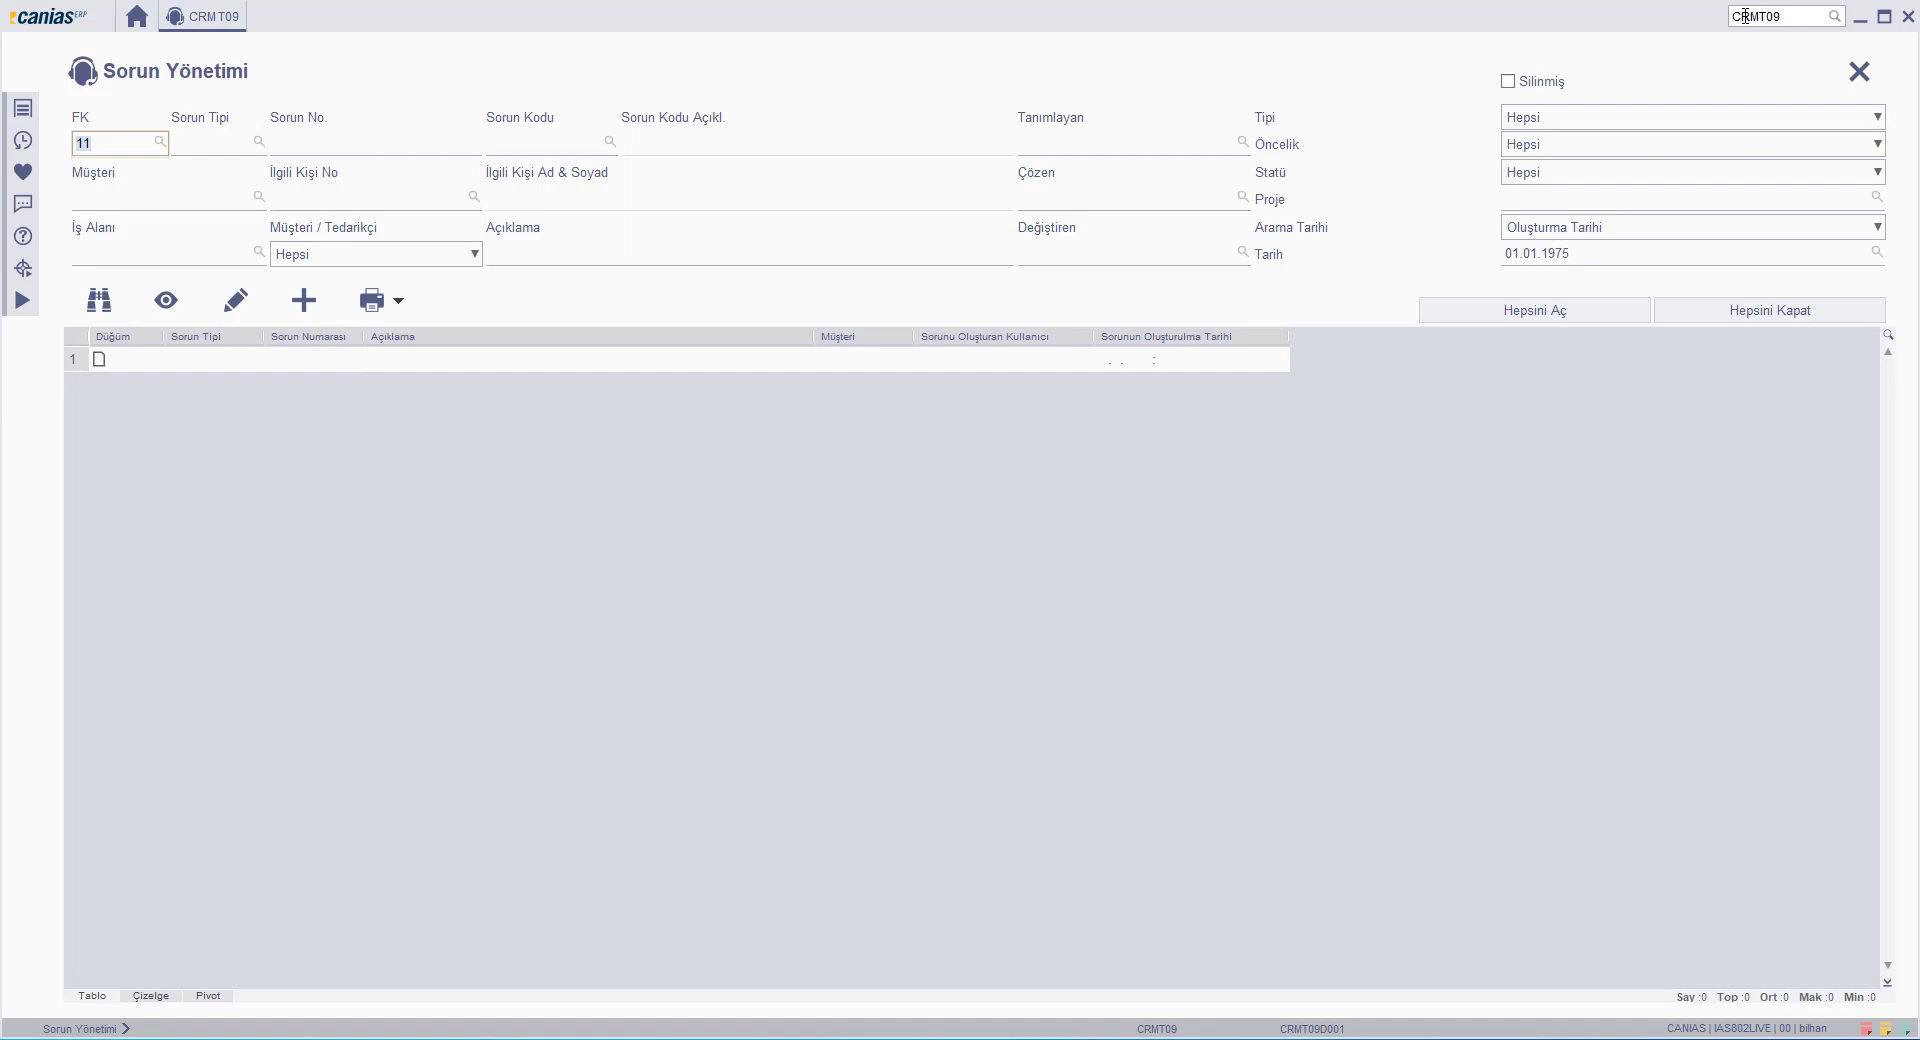 canias ERP
CRMT09
CRMT09
Sorun Yönetimi
Silinmiş
FK
Sorun Tipi
Sorun No.
Sorun Kodu
Sorun Kodu Açıkl.
Tanımlayan
Tipi
Hepsi
11
Öncelik
Hepsi
Müşteri
İlgili Kişi No
İlgili Kişi Ad & Soyad
Çözen
Statü
Hepsi
Proje
İş Alanı
Müşteri / Tedarikçi
Açıklama
Değiştiren
Arama Tarihi
Oluşturma Tarihi
Hepsi
Tarih
01.01.1975
Hepsini Aç
Hepsini Kapat
Düğüm
Sorun Tipi
Sorun Numarası
Açıklama
Müşteri
Sorunu Oluşturan Kullanıcı
Sorunun Oluşturulma Tarihi
1
. . :
Tablo
Çizelge
Pivot
Say :0 Top :0 Ort :0 Mak :0 Min :0
Sorun Yönetimi
CRMT09
CRMT09D001
CANIAS | IAS802LIVE | 00 | bilhan